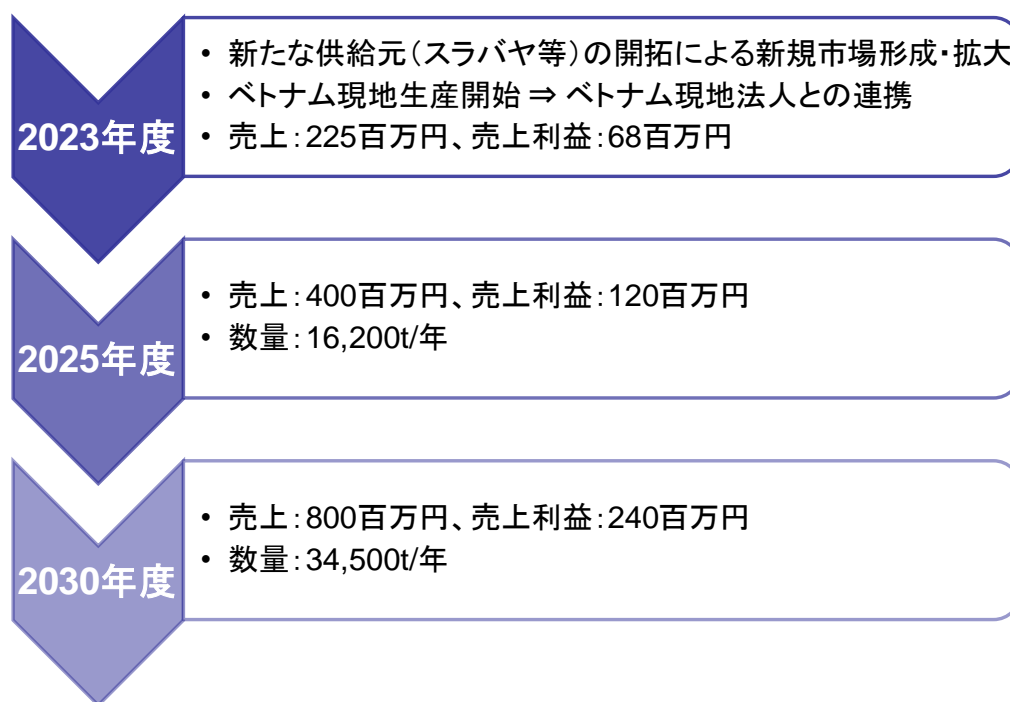 2023年度
• 新たな供給元（スラバヤ等）の開拓による新規市場形成・拡大
• ベトナム現地生産開始 ⇒ ベトナム現地法人との連携
• 売上：225百万円、売上利益：68百万円
2025年度
• 売上：400百万円、売上利益：120百万円
• 数量：16,200t/年
2030年度
• 売上：800百万円、売上利益：240百万円
• 数量：34,500t/年